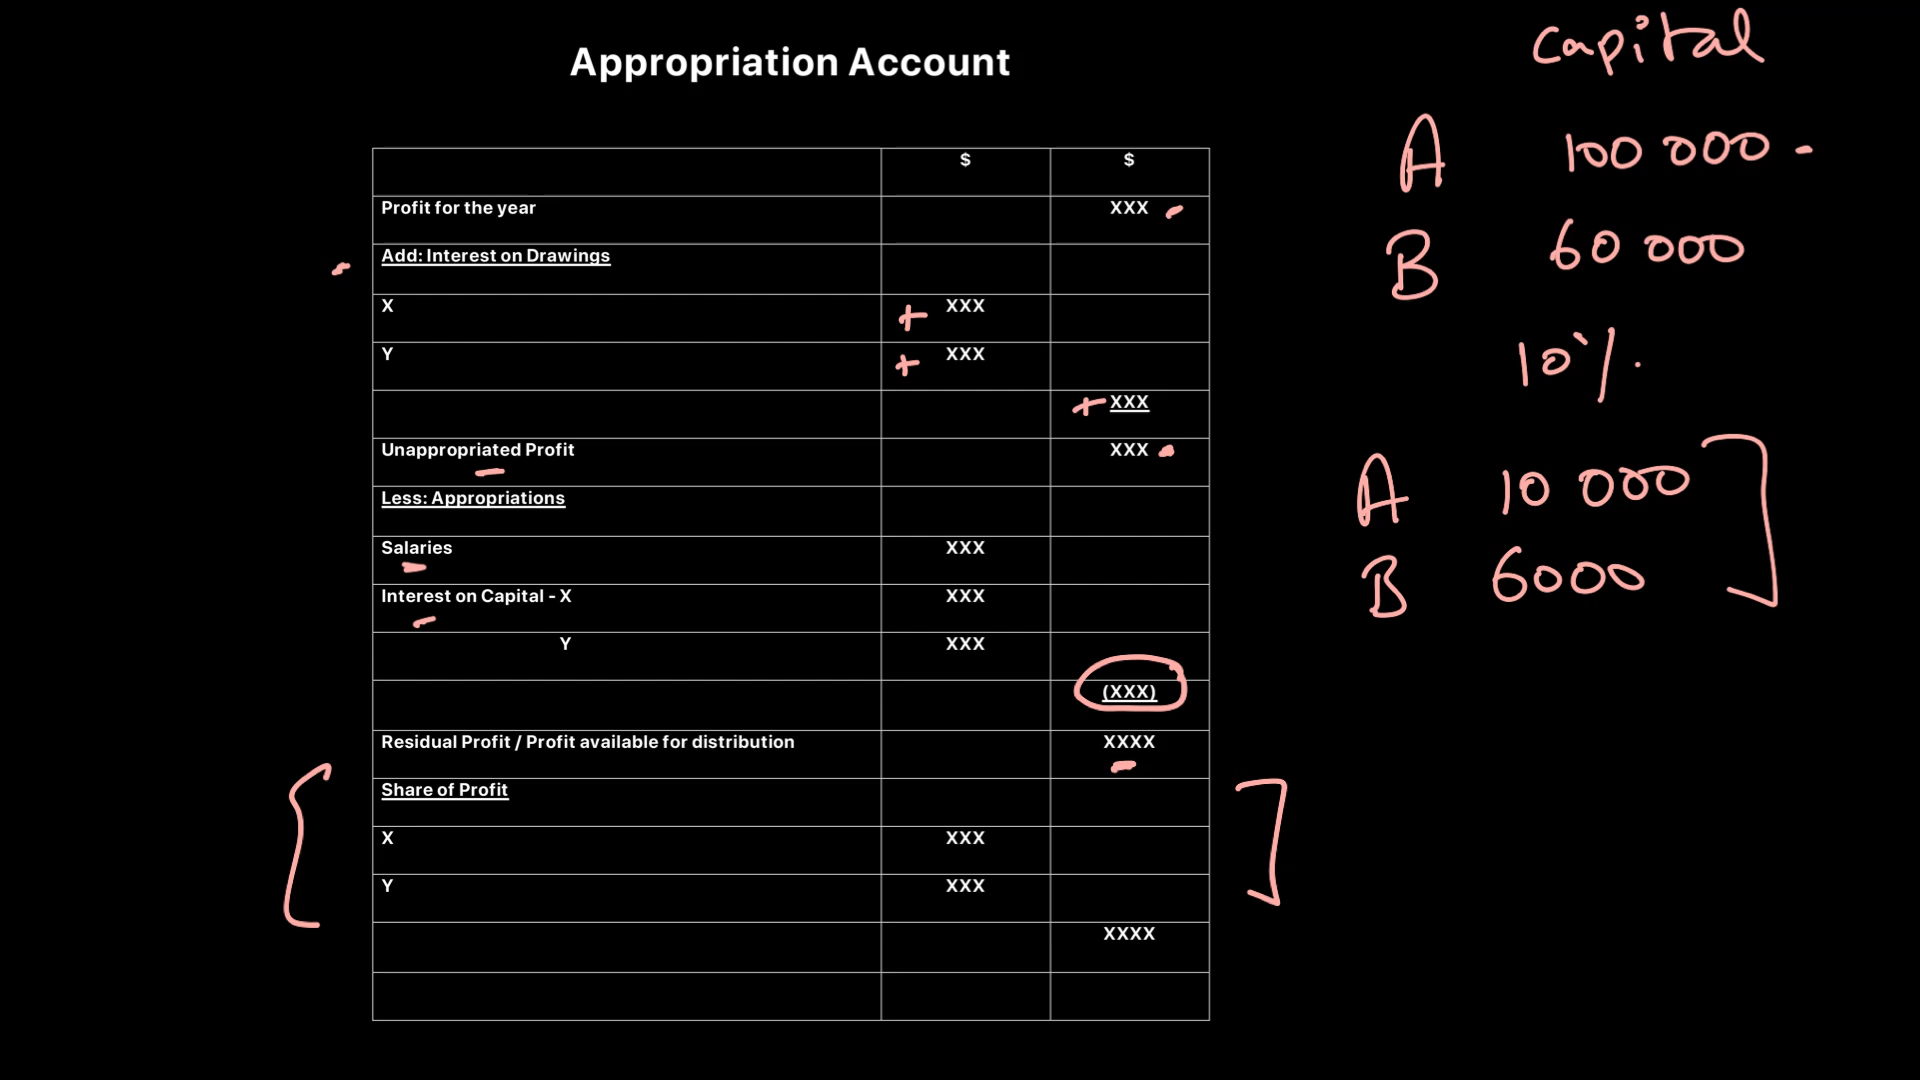 Appropriation Account
$ $
Profit for the year XXX
Add: Interest on Drawings
X + XXX
Y + XXX
+ XXX
Unappropriated Profit XXX
Less: Appropriations
Salaries XXX
Interest on Capital - X XXX
Y XXX
(XXX)
Residual Profit / Profit available for distribution XXXX
Share of Profit
X XXX
Y XXX
XXXX
Capital
A 100 000 -
B 60 000
10%.
A 10 000
B 6000